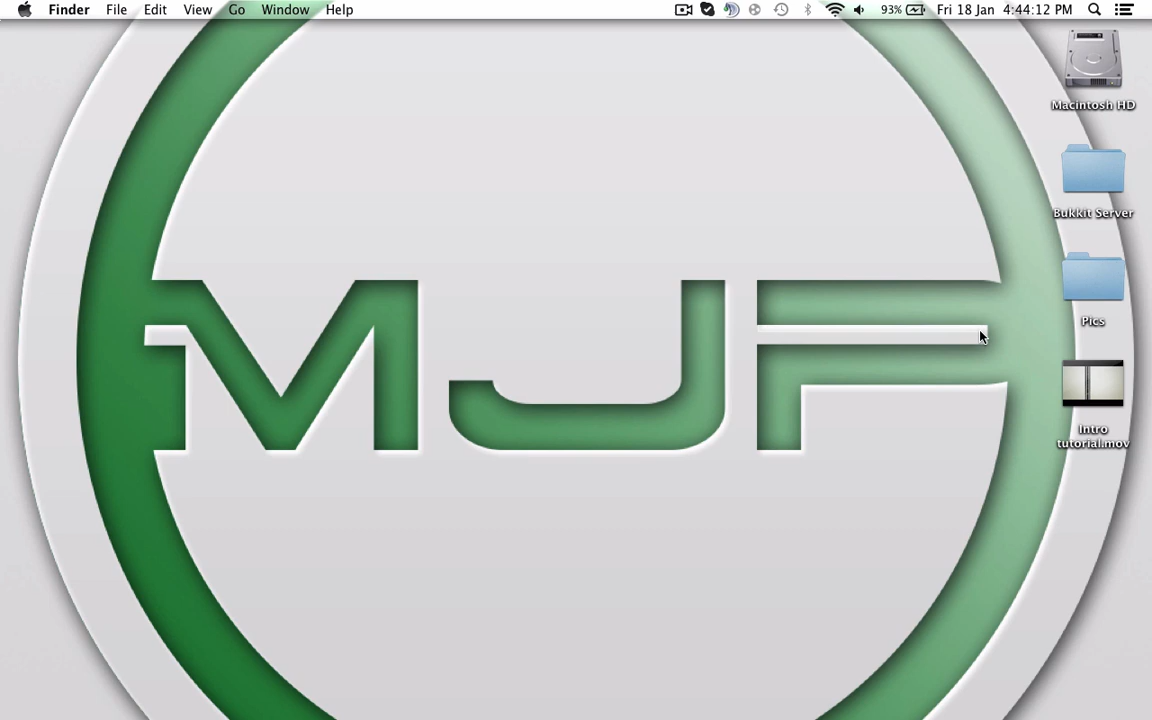 Finder File Edit View Go Window Help 93% Fri 18 Jan 4:44:12 PM
Macintosh HD
Bukkit Server
Pics
MJF
Intro
tutorial.mov